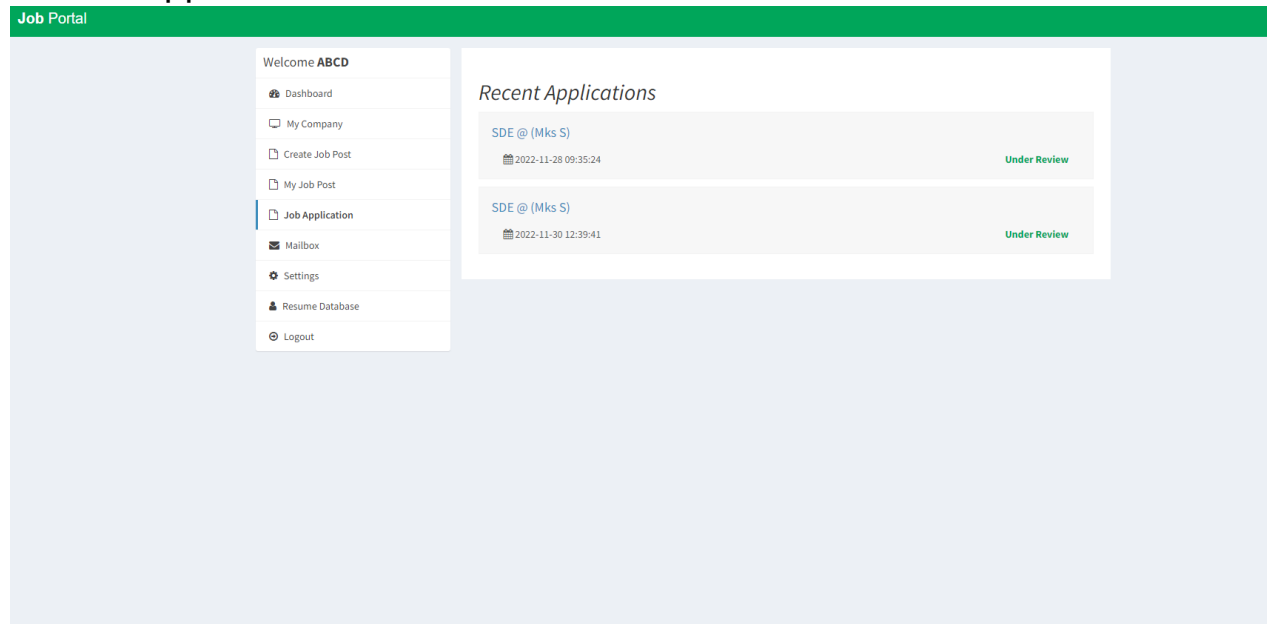 Job Portal
Welcome ABCD
Dashboard
My Company
Create Job Post
My Job Post
Job Application
Mailbox
Settings
Resume Database
Logout
Recent Applications
SDE @ (Mks S)
2022-11-28 09:35:24
Under Review
SDE @ (Mks S)
2022-11-30 12:39:41
Under Review